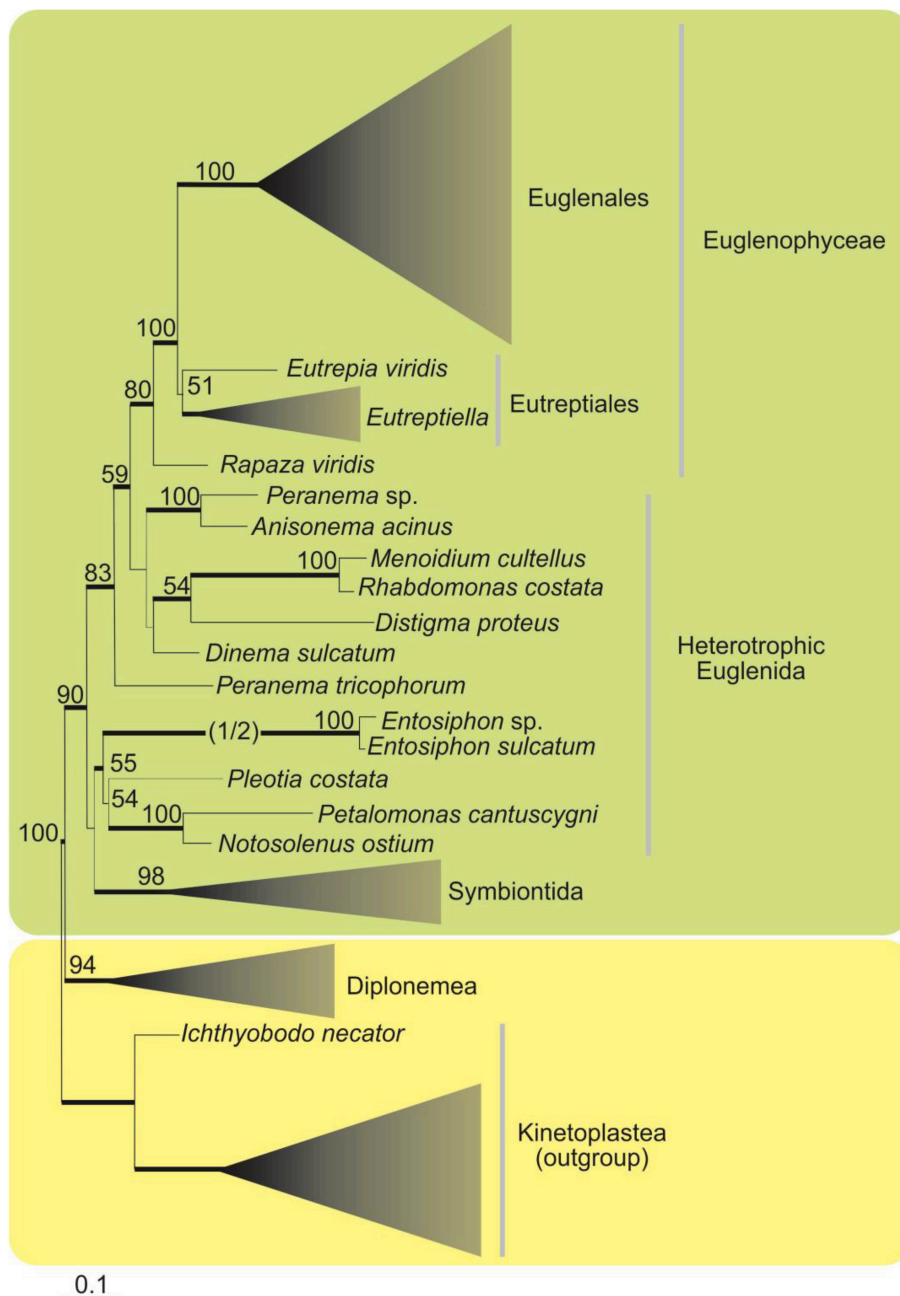 100
Euglenales
Euglenophyceae
100
Eutrepia viridis
51
80
Eutreptiella
Eutreptiales
Rapaza viridis
59
100
Peranema sp.
Anisonema acinus
100
Menoidium cultellus
83
54
Rhabdomonas costata
Distigma proteus
Heterotrophic
Euglenida
Dinema sulcatum
Peranema tricophorum
90
(1/2)
100
Entosiphon sp.
Entosiphon sulcatum
55
Pleotia costata
54
100
Petalomonas cantuscygni
100
Notosolenus ostium
98
Symbiontida
94
Diplonemea
Ichthyobodo necator
Kinetoplastea
(outgroup)
0.1